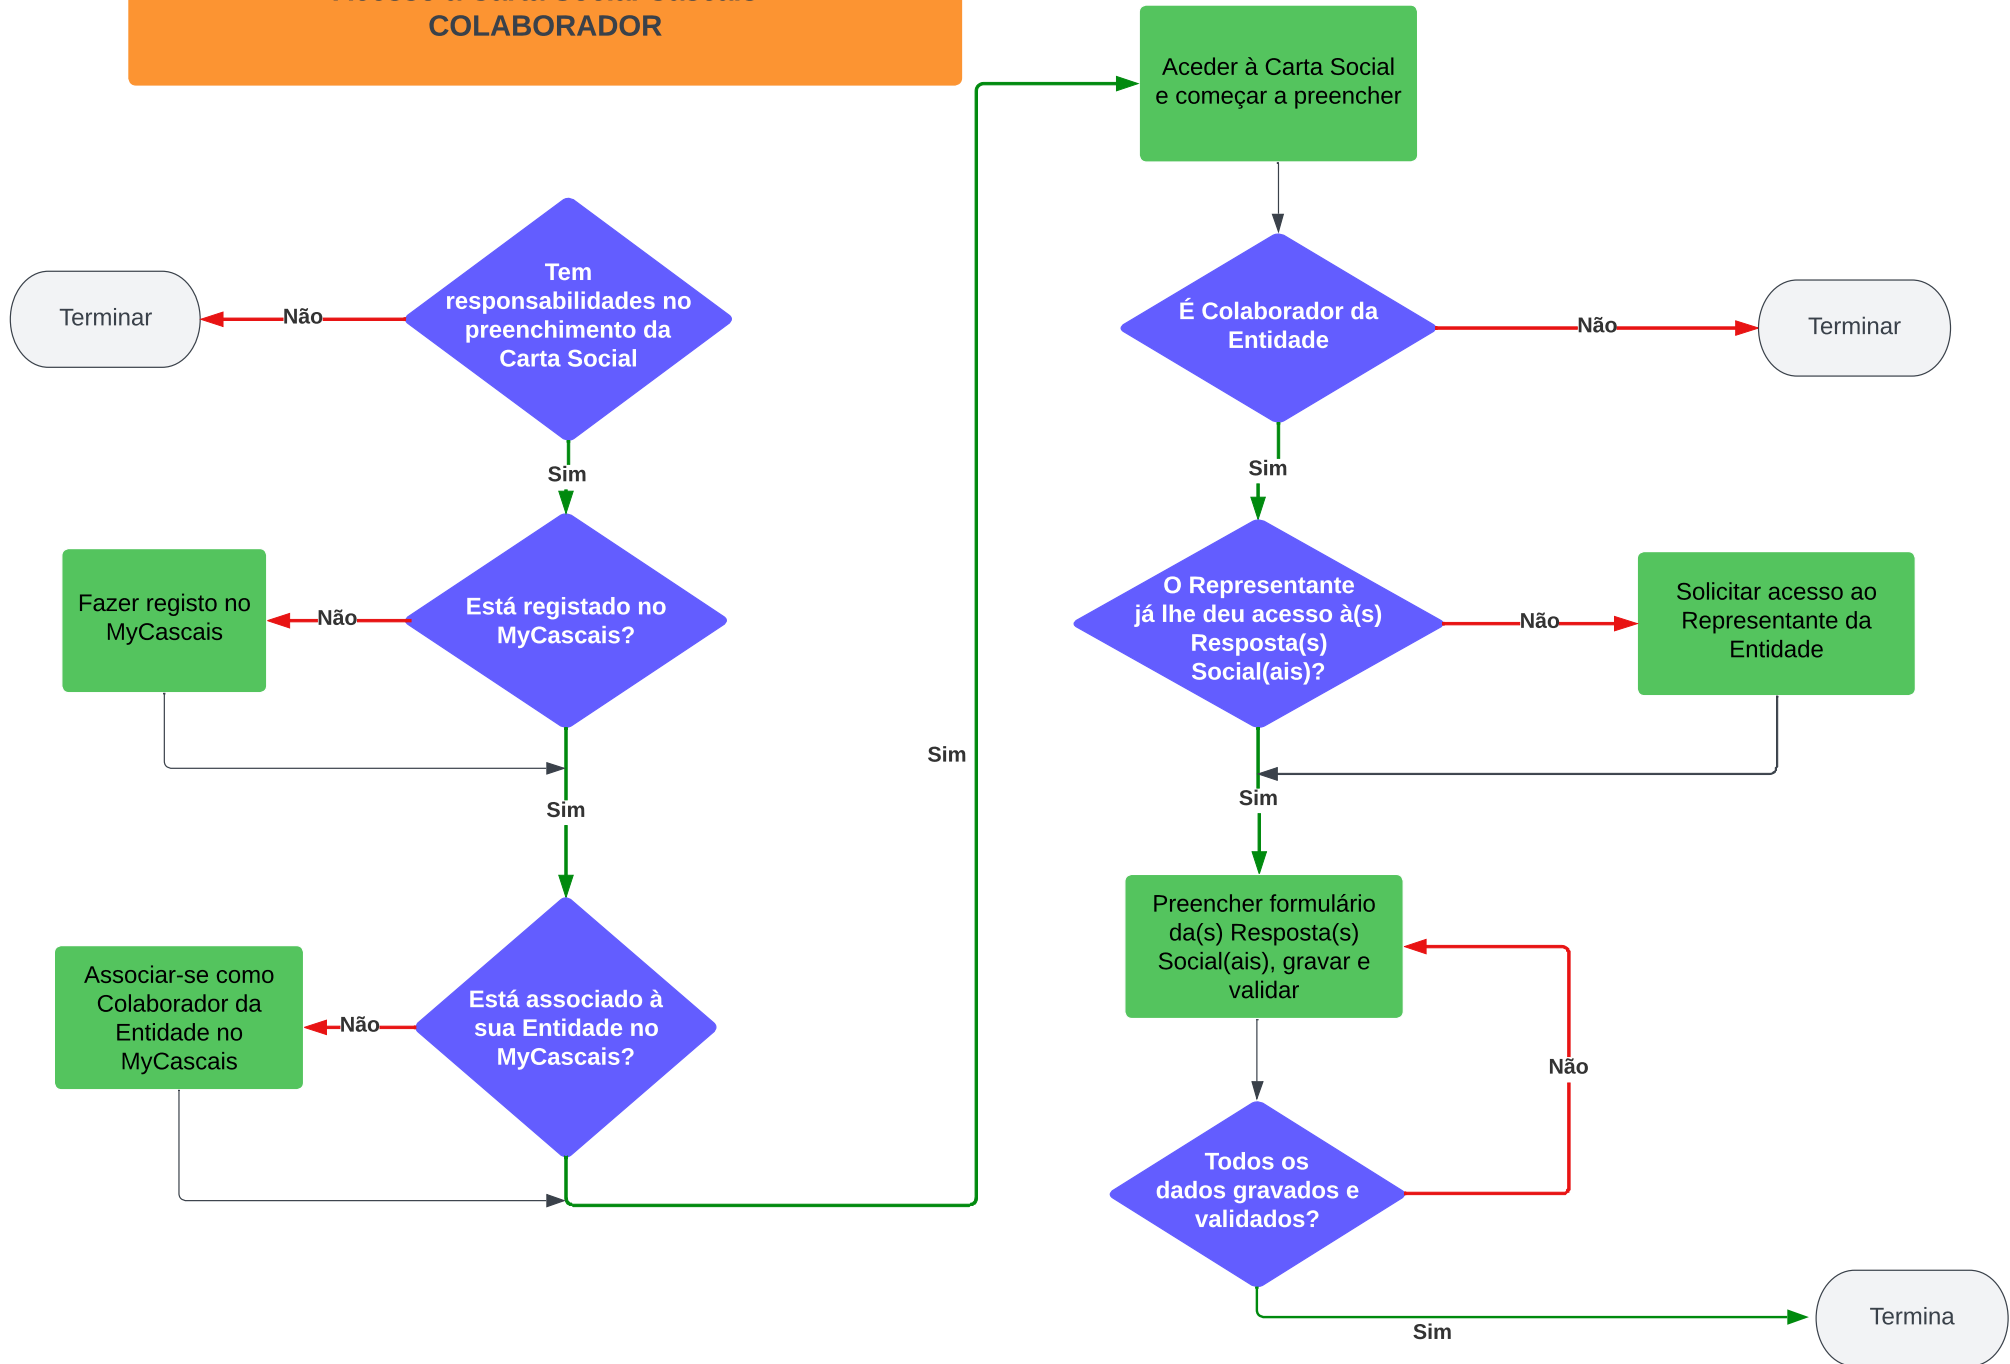 Acesso à Carta Social Cascais
COLABORADOR
Tem
responsabilidades no
preenchimento da
Carta Social
Não
Terminar
Sim
Está registado no
MyCascais?
Não
Fazer registo no
MyCascais
Sim
Está associado à
sua Entidade no
MyCascais?
Não
Associar-se como
Colaborador da
Entidade no
MyCascais
Sim
Aceder à Carta Social
e começar a preencher
É Colaborador da
Entidade
Não
Terminar
Sim
O Representante
já lhe deu acesso à(s)
Resposta(s)
Social(ais)?
Não
Solicitar acesso ao
Representante da
Entidade
Sim
Preencher formulário
da(s) Resposta(s)
Social(ais), gravar e
validar
Não
Todos os
dados gravados e
validados?
Sim
Termina